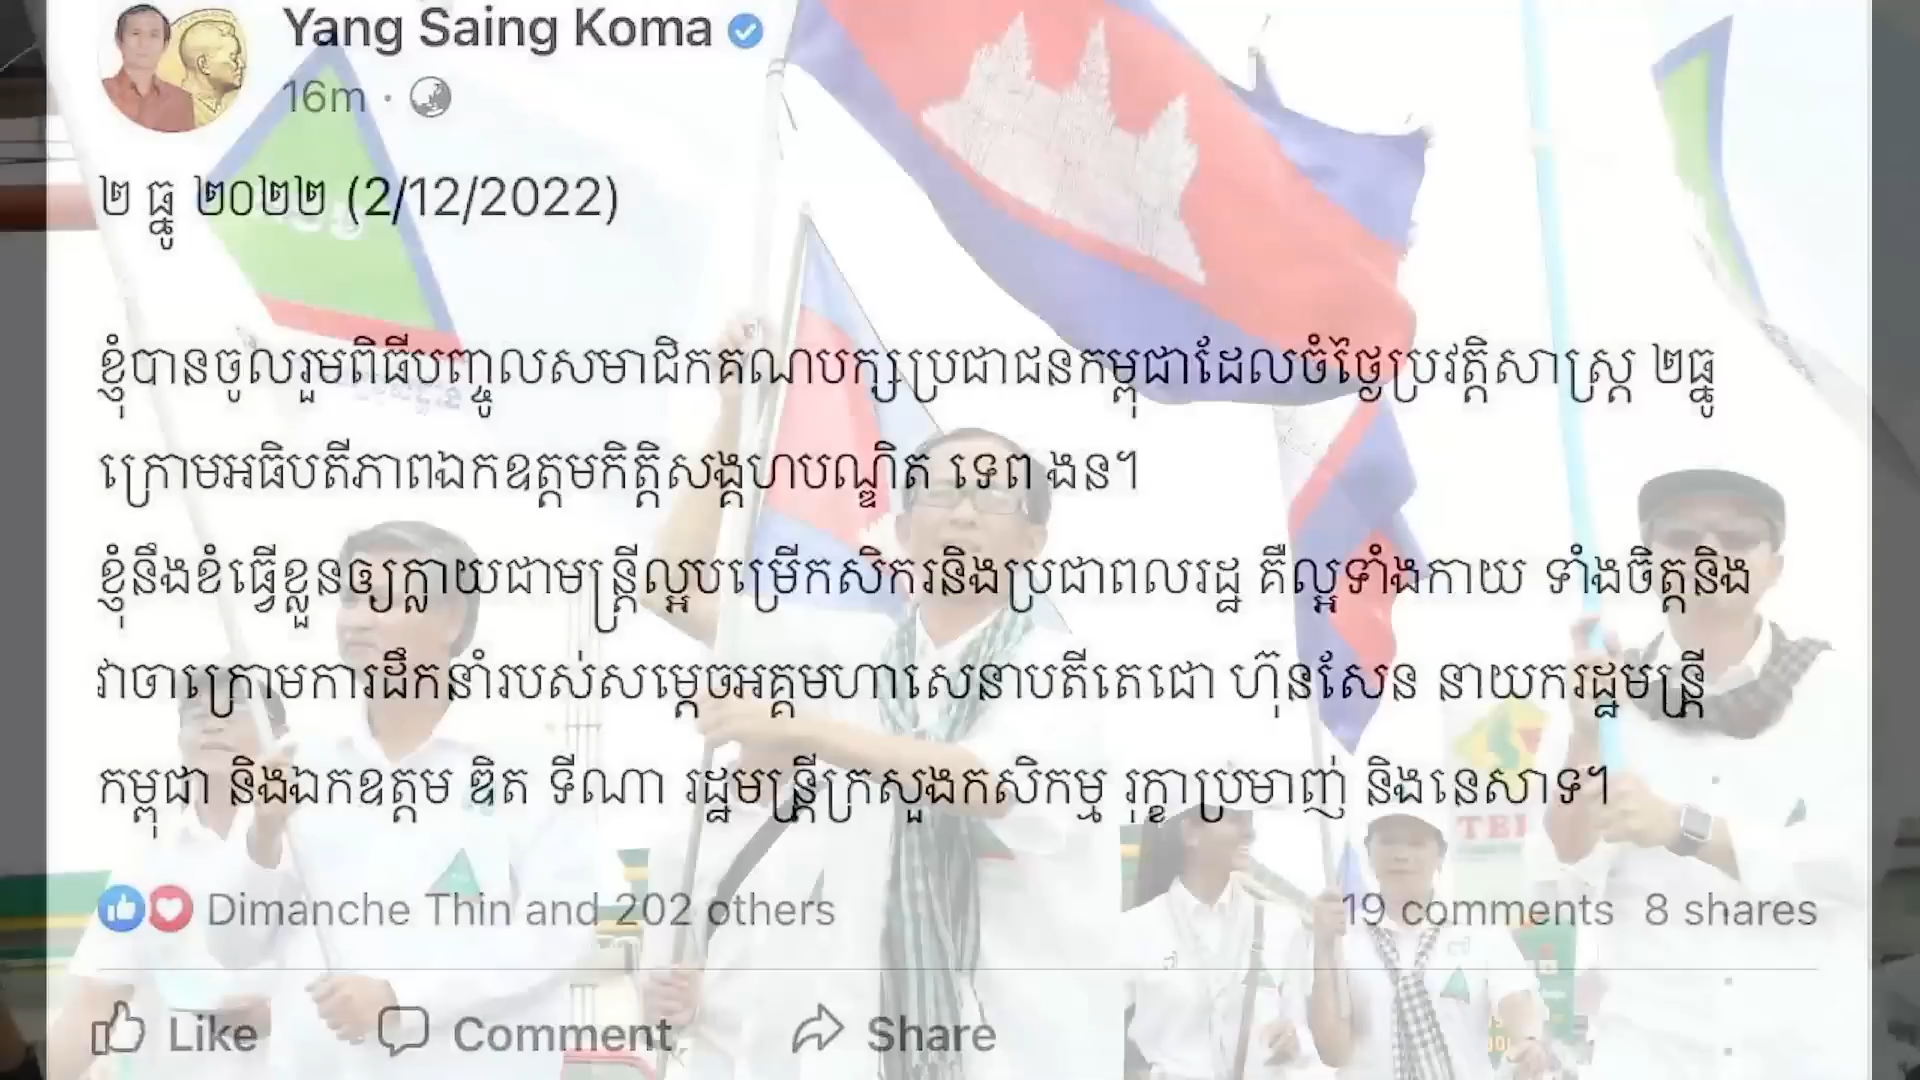 Yang Saing Koma
16m
២ ធ្នូ ២០២២ (2/12/2022)
ខ្ញុំបានចូលរួមពិធីបញ្ចូលសមាជិកគណបក្សប្រជាជនកម្ពុជាដែលចំថ្ងៃប្រវត្តិសាស្ត្រ ២ធ្នូ
ក្រោមអធិបតីភាពឯកឧត្តមកិត្តិសង្គហបណ្ឌិត ទេព ងន។
ខ្ញុំនឹងខំធ្វើខ្លួនឲ្យក្លាយជាមន្ត្រីល្អបម្រើកសិករនិងប្រជាពលរដ្ឋ គឺល្អទាំងកាយ ទាំងចិត្តនិង
វាចាក្រោមការដឹកនាំរបស់សម្តេចអគ្គមហាសេនាបតីតេជោ ហ៊ុនសែន នាយករដ្ឋមន្ត្រី
កម្ពុជា និងឯកឧត្តម ឌិត ទីណា រដ្ឋមន្ត្រីក្រសួងកសិកម្ម រុក្ខាប្រមាញ់ និងនេសាទ។
Dimanche Thin and 202 others 19 comments 8 shares
Like Comment Share